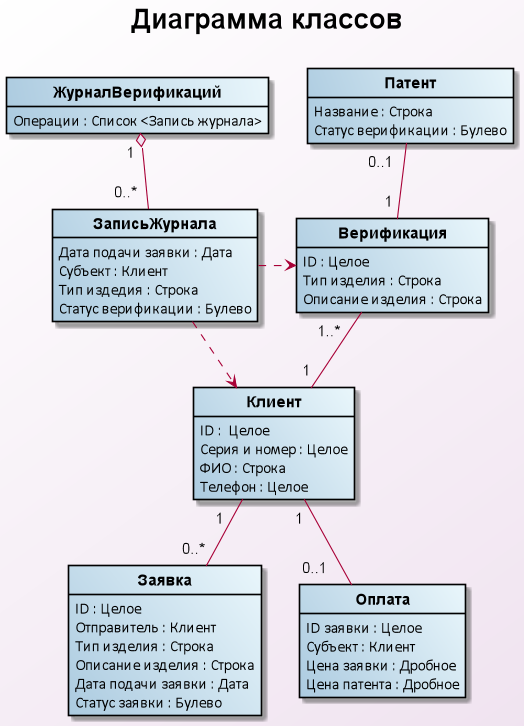 Диаграмма классов
ЖурналВерификаций
Операции : Список <Запись журнала>
Патент
Название : Строка
Статус верификации : Булево
1
0..*
0..1
1
ЗаписьЖурнала
Дата подачи заявки : Дата
Субъект : Клиент
Тип издедия : Строка
Статус верификации : Булево
Верификация
ID : Целое
Тип изделия : Строка
Описание изделия : Строка
1..*
1
Клиент
ID :  Целое
Серия и номер : Целое
ФИО : Строка
Телефон : Целое
1
0..*
1
0..1
Заявка
ID : Целое
Отправитель : Клиент
Тип изделия : Строка
Описание изделия : Строка
Дата подачи заявки : Дата
Статус заявки : Булево
Оплата
ID заявки : Целое
Субъект : Клиент
Цена заявки : Дробное
Цена патента : Дробное